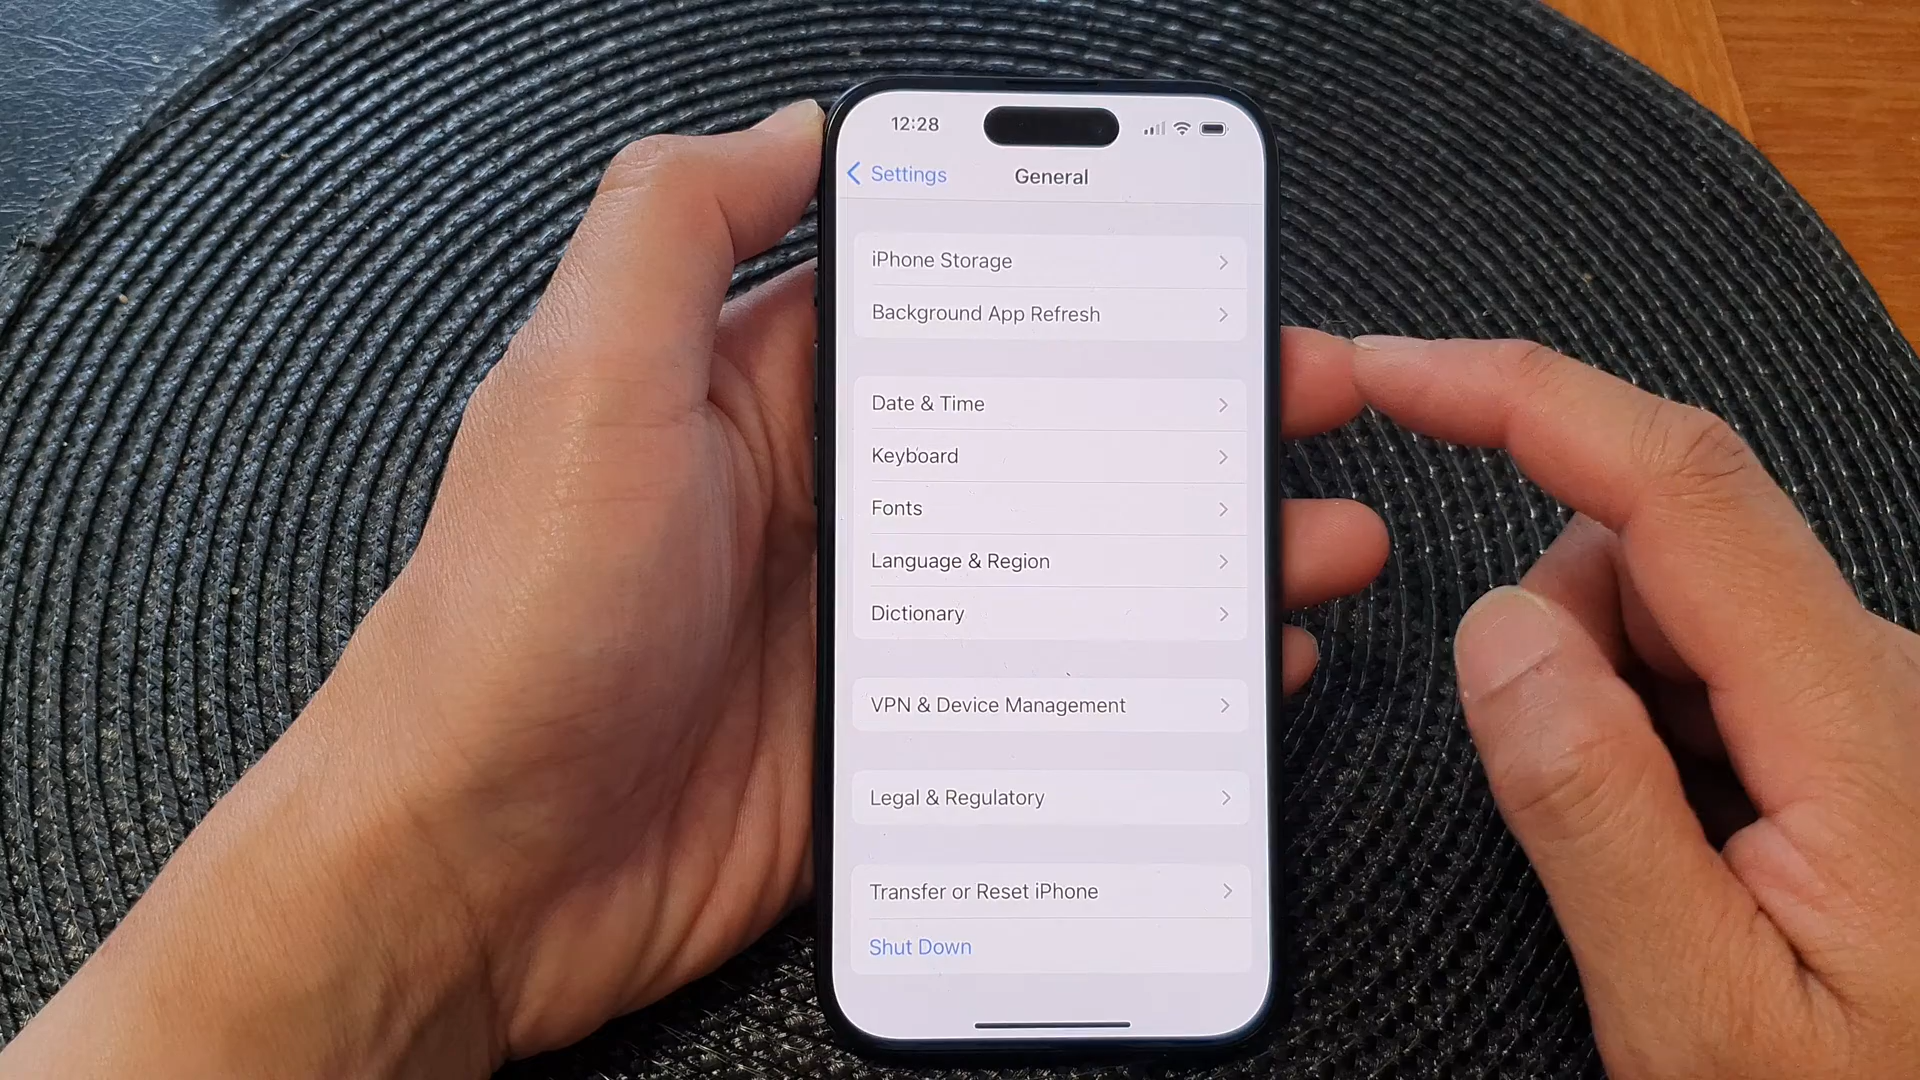 12:28
Settings
General
iPhone Storage
Background App Refresh
Date & Time
Keyboard
Fonts
Language & Region
Dictionary
VPN & Device Management
Legal & Regulatory
Transfer or Reset iPhone
Shut Down